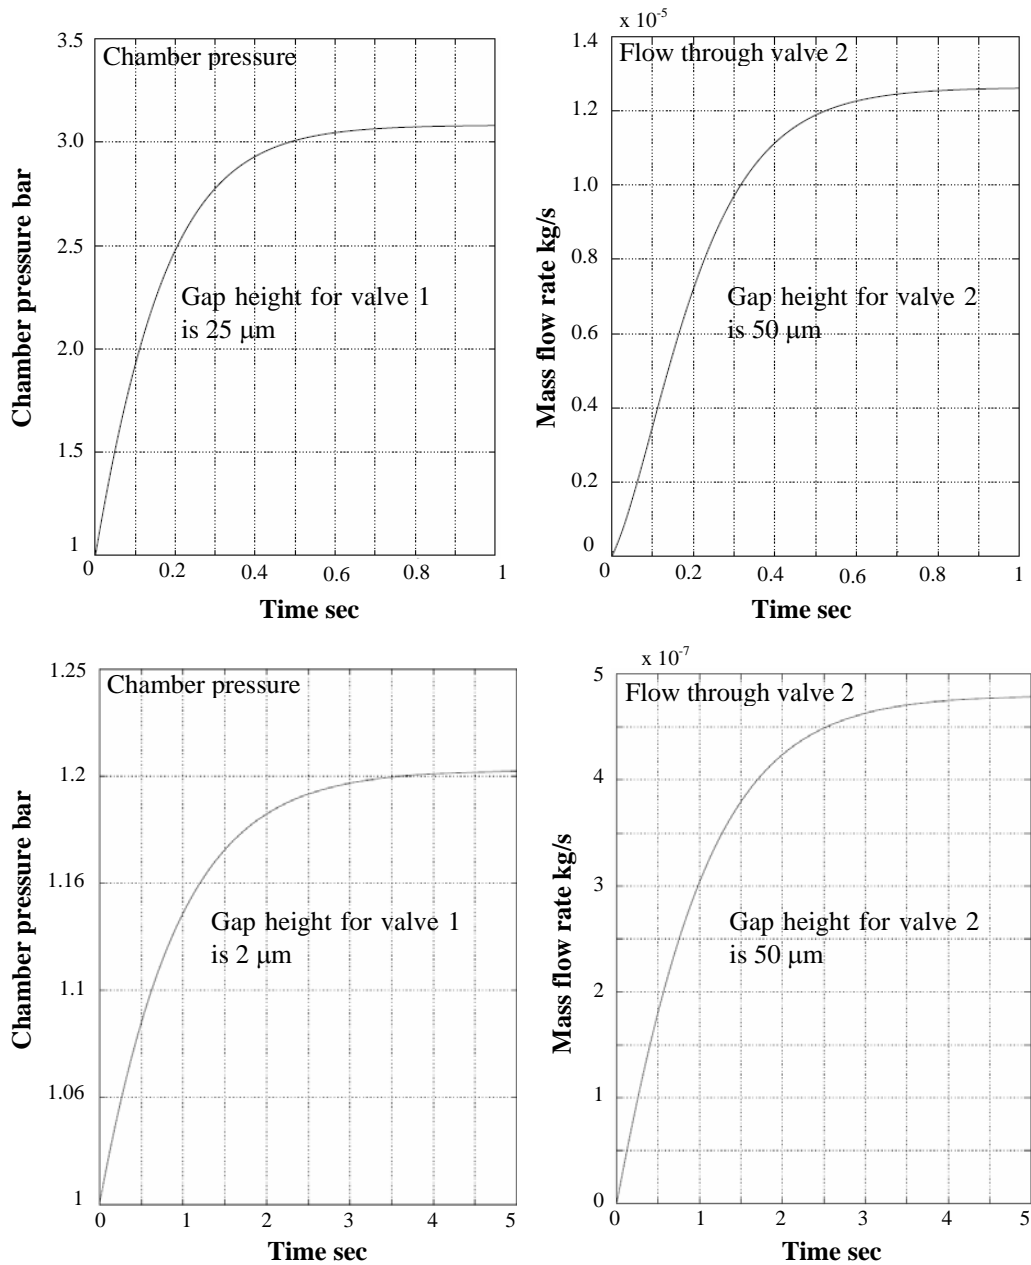 x 10-5
3.5
Chamber pressure
3.0
2.5
2.0
1.5
1
Chamber pressure bar
Gap height for valve 1
is 25 μm
0 0.2 0.4 0.6 0.8 1
Time sec
1.4
Flow through valve 2
1.2
1.0
0.8
0.6
0.4
0.2
0
Mass flow rate kg/s
Gap height for valve 2
is 50 μm
0 0.2 0.4 0.6 0.8 1
Time sec
1.25
Chamber pressure
1.2
1.16
1.1
1.06
1
Chamber pressure bar
Gap height for valve 1
is 2 μm
0 1 2 3 4 5
Time sec
x 10-7
5
Flow through valve 2
4
3
2
1
0
Mass flow rate kg/s
Gap height for valve 2
is 50 μm
0 1 2 3 4 5
Time sec